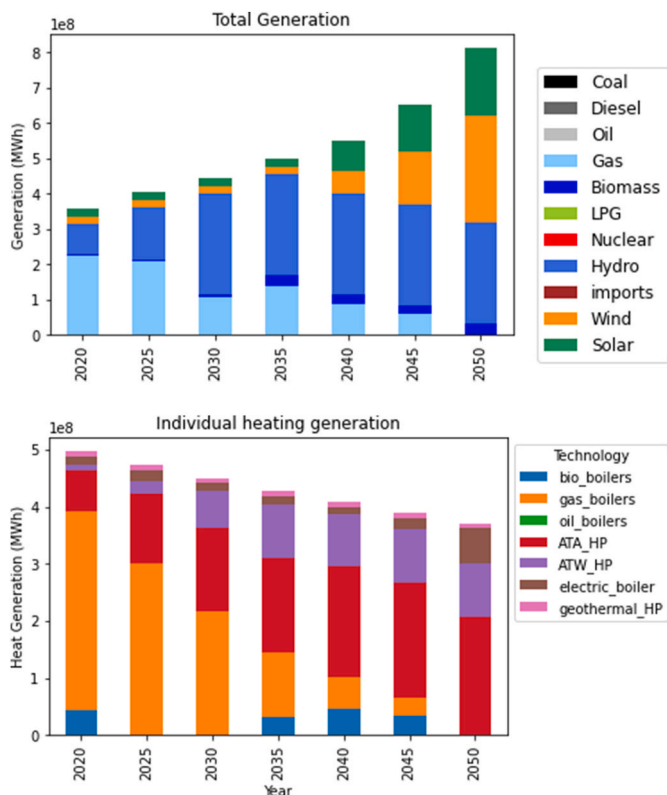 Total Generation
1e8
8
7
6
5
4
3
2
1
0
Generation (MWh)
2020
2025
2030
2035
2040
2045
2050
Coal
Diesel
Oil
Gas
Biomass
LPG
Nuclear
Hydro
imports
Wind
Solar
Individual heating generation
1e8
5
4
3
2
1
0
Heat Generation (MWh)
2020
2025
2030
2035
2040
2045
2050
Year
Technology
bio_boilers
gas_boilers
oil_boilers
ATA_HP
ATW_HP
electric_boiler
geothermal_HP